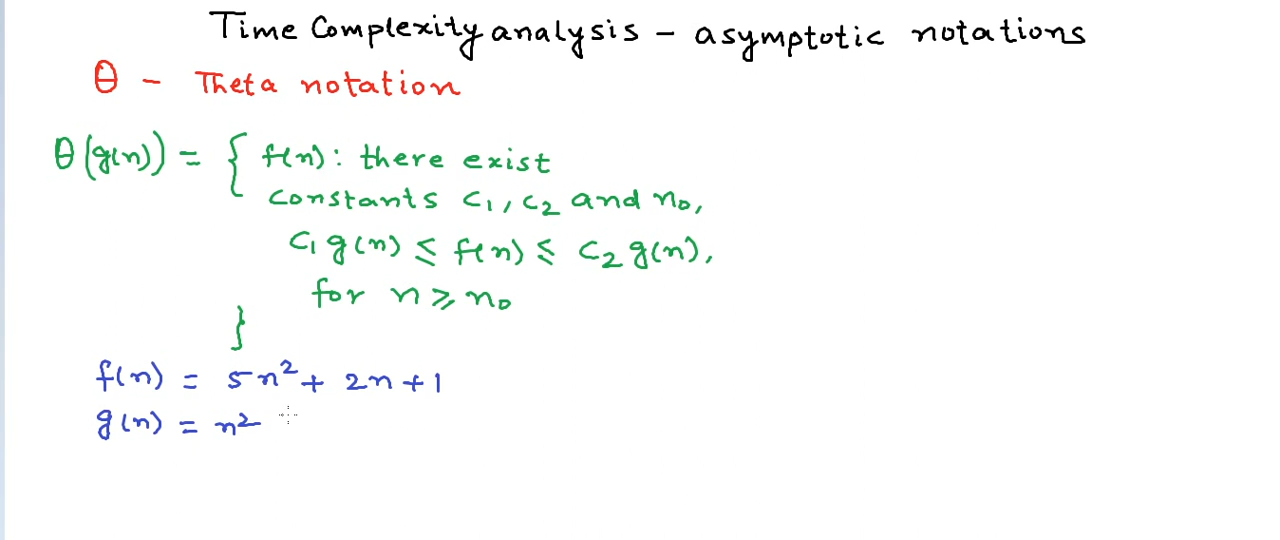 Time Complexity analysis - asymptotic notations
θ - Theta notation
θ(g(n)) = { f(n): there exist
constants c₁, c₂ and n₀,
c₁ g(n) ≤ f(n) ≤ c₂ g(n),
for n ≥ n₀
}
f(n) = 5n² + 2n + 1
g(n) = n²